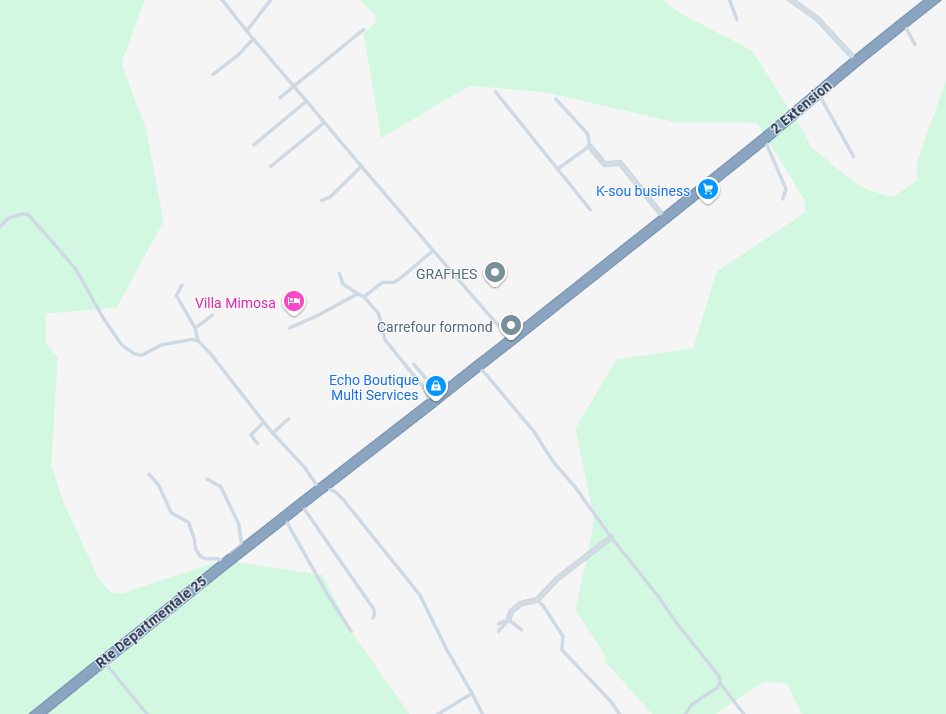 2 Extension
K-sou business
GRAFHES
Villa Mimosa
Carrefour formond
Echo Boutique
Multi Services
Rte Departmentale 25